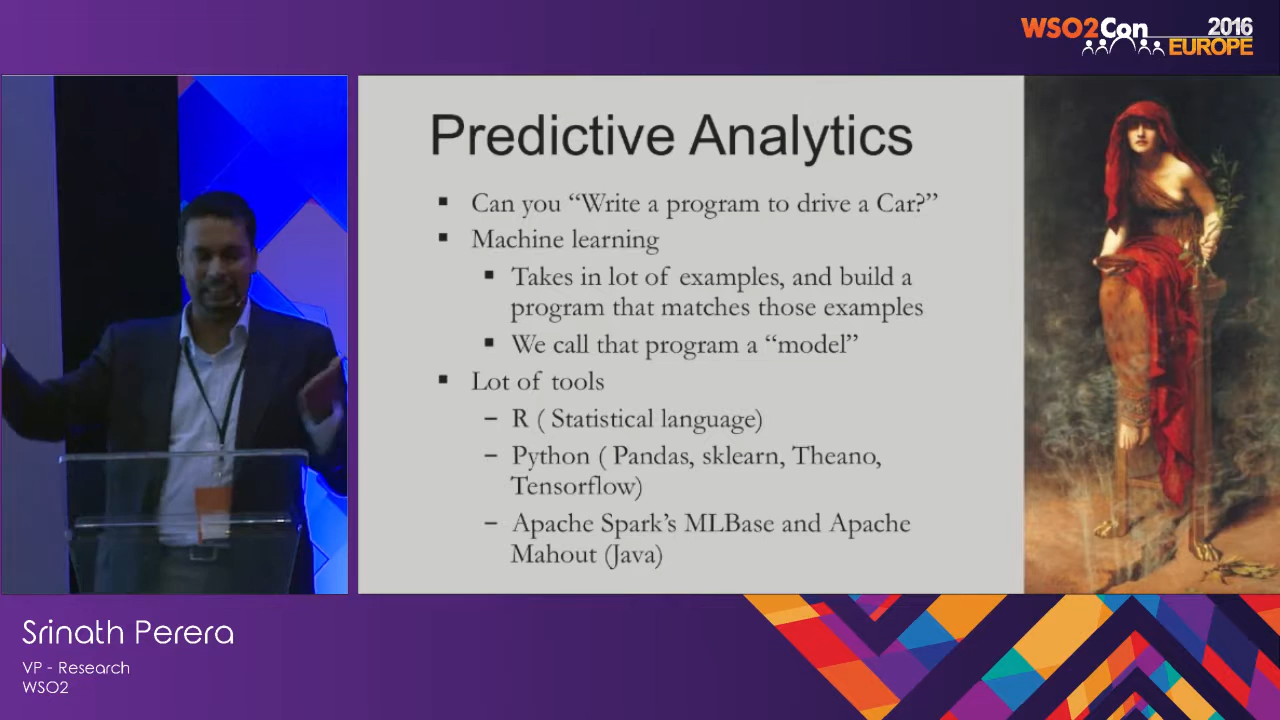 WSO2Con 2016
EUROPE
Predictive Analytics
▪ Can you “Write a program to drive a Car?”
▪ Machine learning
▪ Takes in lot of examples, and build a
program that matches those examples
▪ We call that program a “model”
▪ Lot of tools
– R ( Statistical language)
– Python ( Pandas, sklearn, Theano,
Tensorflow)
– Apache Spark’s MLBase and Apache
Mahout (Java)
Srinath Perera
VP - Research
WSO2